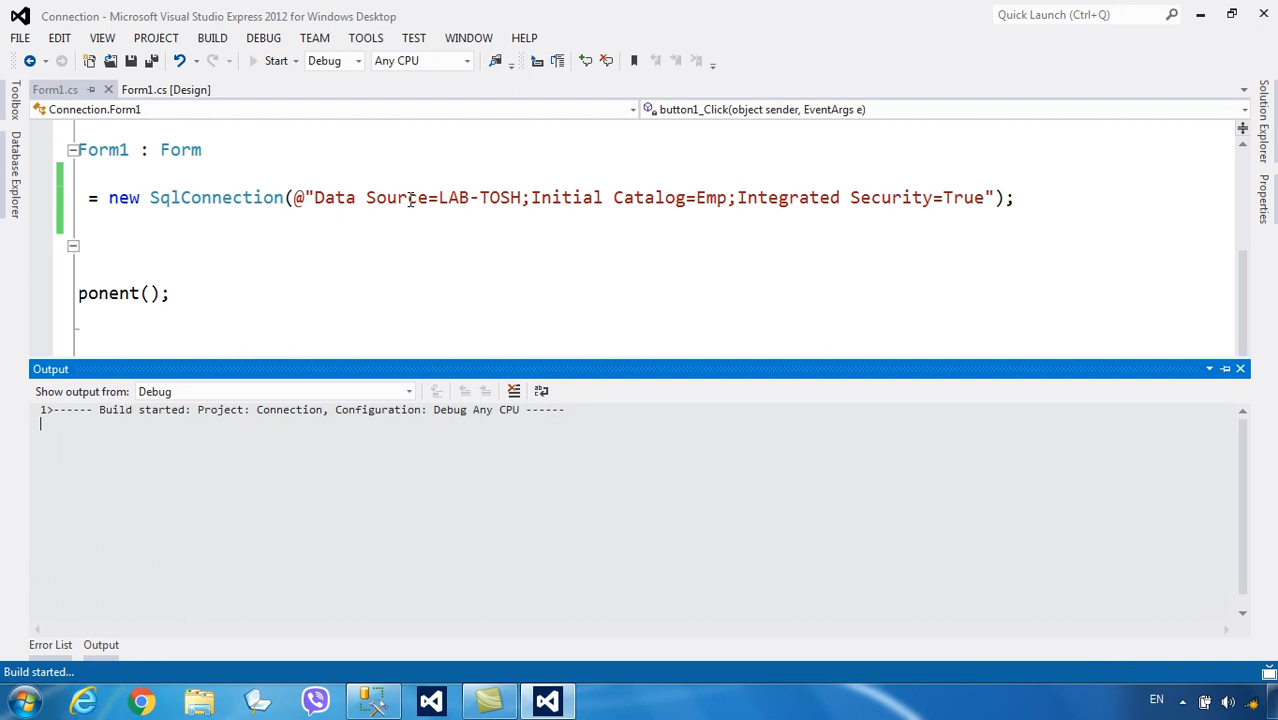 Connection - Microsoft Visual Studio Express 2012 for Windows Desktop
Quick Launch (Ctrl+Q)
FILE EDIT VIEW PROJECT BUILD DEBUG TEAM TOOLS TEST WINDOW HELP
Start Debug Any CPU
Form1.cs Form1.cs [Design]
Connection.Form1 button1_Click(object sender, EventArgs e)
Toolbox
Database Explorer
Solution Explorer
Properties
Form1 : Form
= new SqlConnection(@"Data Source=LAB-TOSH;Initial Catalog=Emp;Integrated Security=True");
ponent();
Output
Show output from: Debug
1>------ Build started: Project: Connection, Configuration: Debug Any CPU ------
Error List Output
Build started...
EN